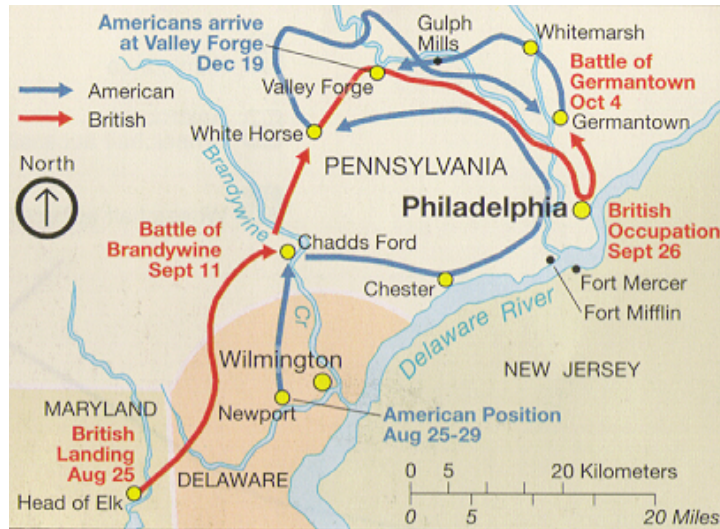 Americans arrive
at Valley Forge
Dec 19
Gulph
Mills
Whitemarsh
Battle of
Germantown
Oct 4
Valley Forge
American
British
White Horse
Germantown
North
Brandywine
PENNSYLVANIA
Philadelphia
British
Occupation
Sept 26
Battle of
Brandywine
Sept 11
Chadds Ford
Chester
Fort Mercer
Fort Mifflin
Cr
Delaware River
Wilmington
NEW JERSEY
Newport
MARYLAND
American Position
Aug 25-29
British
Landing
Aug 25
DELAWARE
Head of Elk
0 5 20 Kilometers
0 5 20 Miles